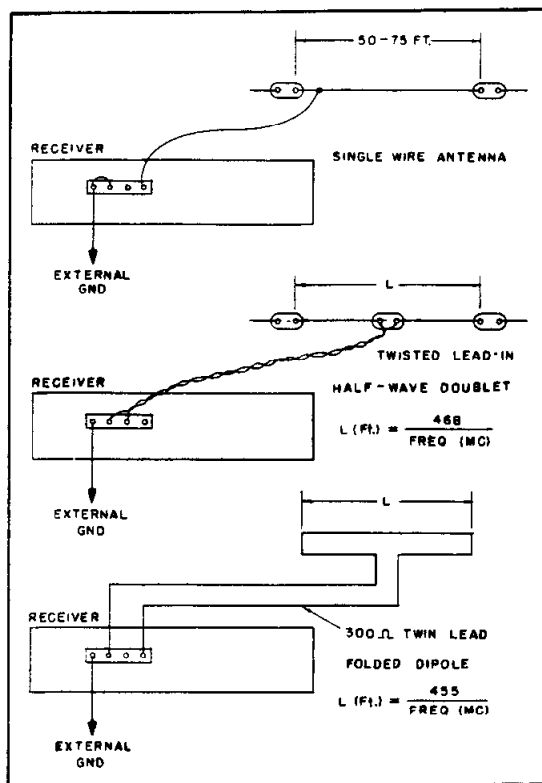 50-75 FT.
RECEIVER
SINGLE WIRE ANTENNA
EXTERNAL
GND
L
TWISTED LEAD-IN
RECEIVER
HALF-WAVE DOUBLET
L (Ft.) = 468
FREQ (MC)
EXTERNAL
GND
L
RECEIVER
300Ω TWIN LEAD
FOLDED DIPOLE
L (Ft.) = 455
FREQ (MC)
EXTERNAL
GND